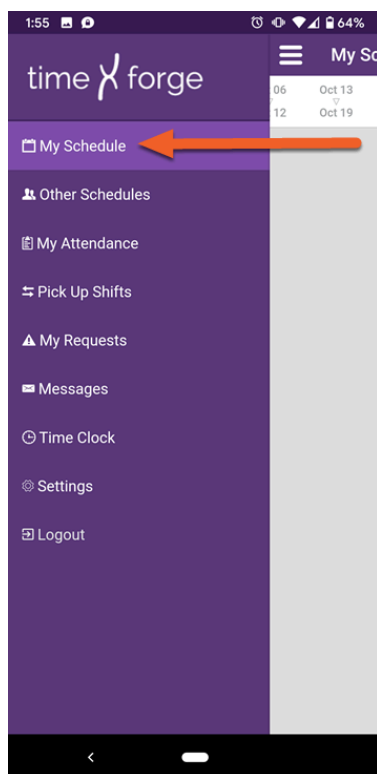 1:55 64%
time forge
My Sc
06 Oct 13
12 Oct 19
My Schedule
Other Schedules
My Attendance
Pick Up Shifts
My Requests
Messages
Time Clock
Settings
Logout